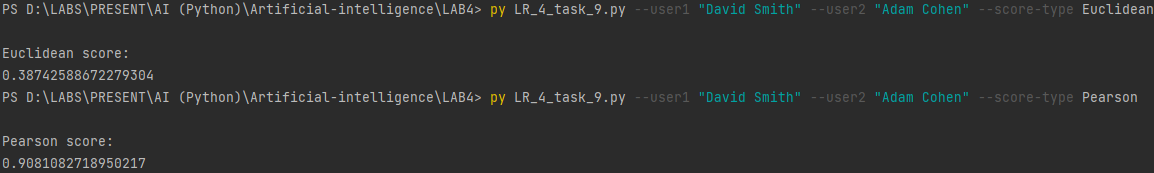 PS D:\LABS\PRESENT\AI (Python)\Artificial-intelligence\LAB4> py LR_4_task_9.py --user1 "David Smith" --user2 "Adam Cohen" --score-type Euclidean
Euclidean score:
0.38742588672279304
PS D:\LABS\PRESENT\AI (Python)\Artificial-intelligence\LAB4> py LR_4_task_9.py --user1 "David Smith" --user2 "Adam Cohen" --score-type Pearson
Pearson score:
0.9081082718950217